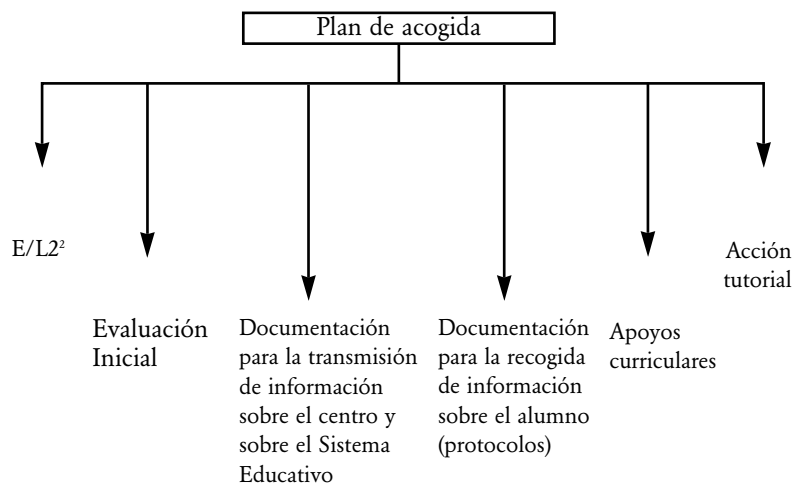 Plan de acogida
E/L2²
Evaluación
Inicial
Documentación
para la transmisión
de información
sobre el centro y
sobre el Sistema
Educativo
Documentación
para la recogida
de información
sobre el alumno
(protocolos)
Apoyos
curriculares
Acción
tutorial